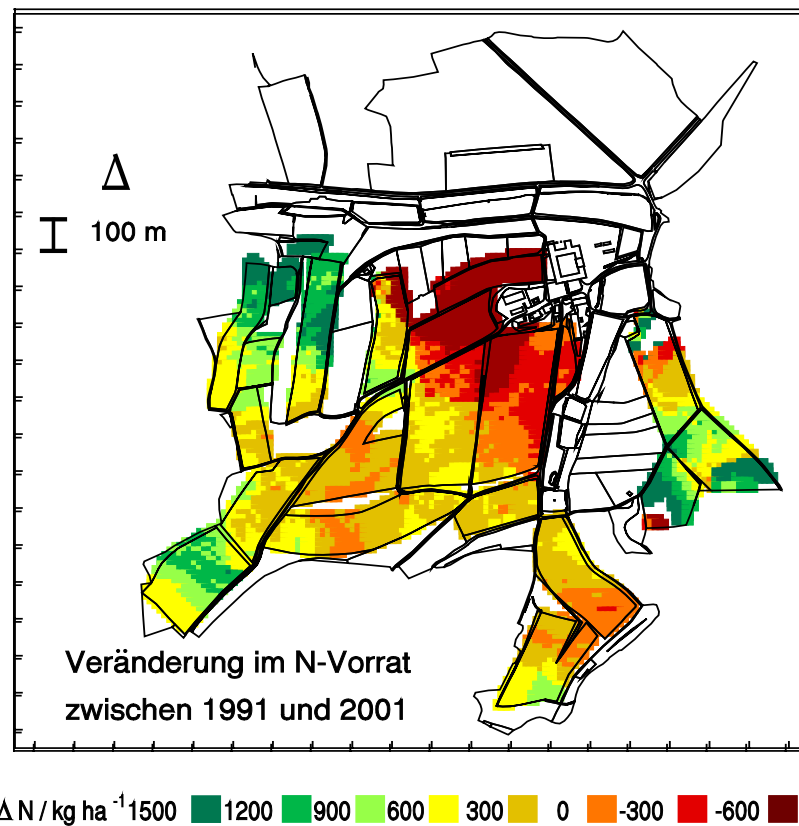 Δ
100 m
Veränderung im N-Vorrat
zwischen 1991 und 2001
Δ N / kg ha -1 1500 1200 900 600 300 0 -300 -600